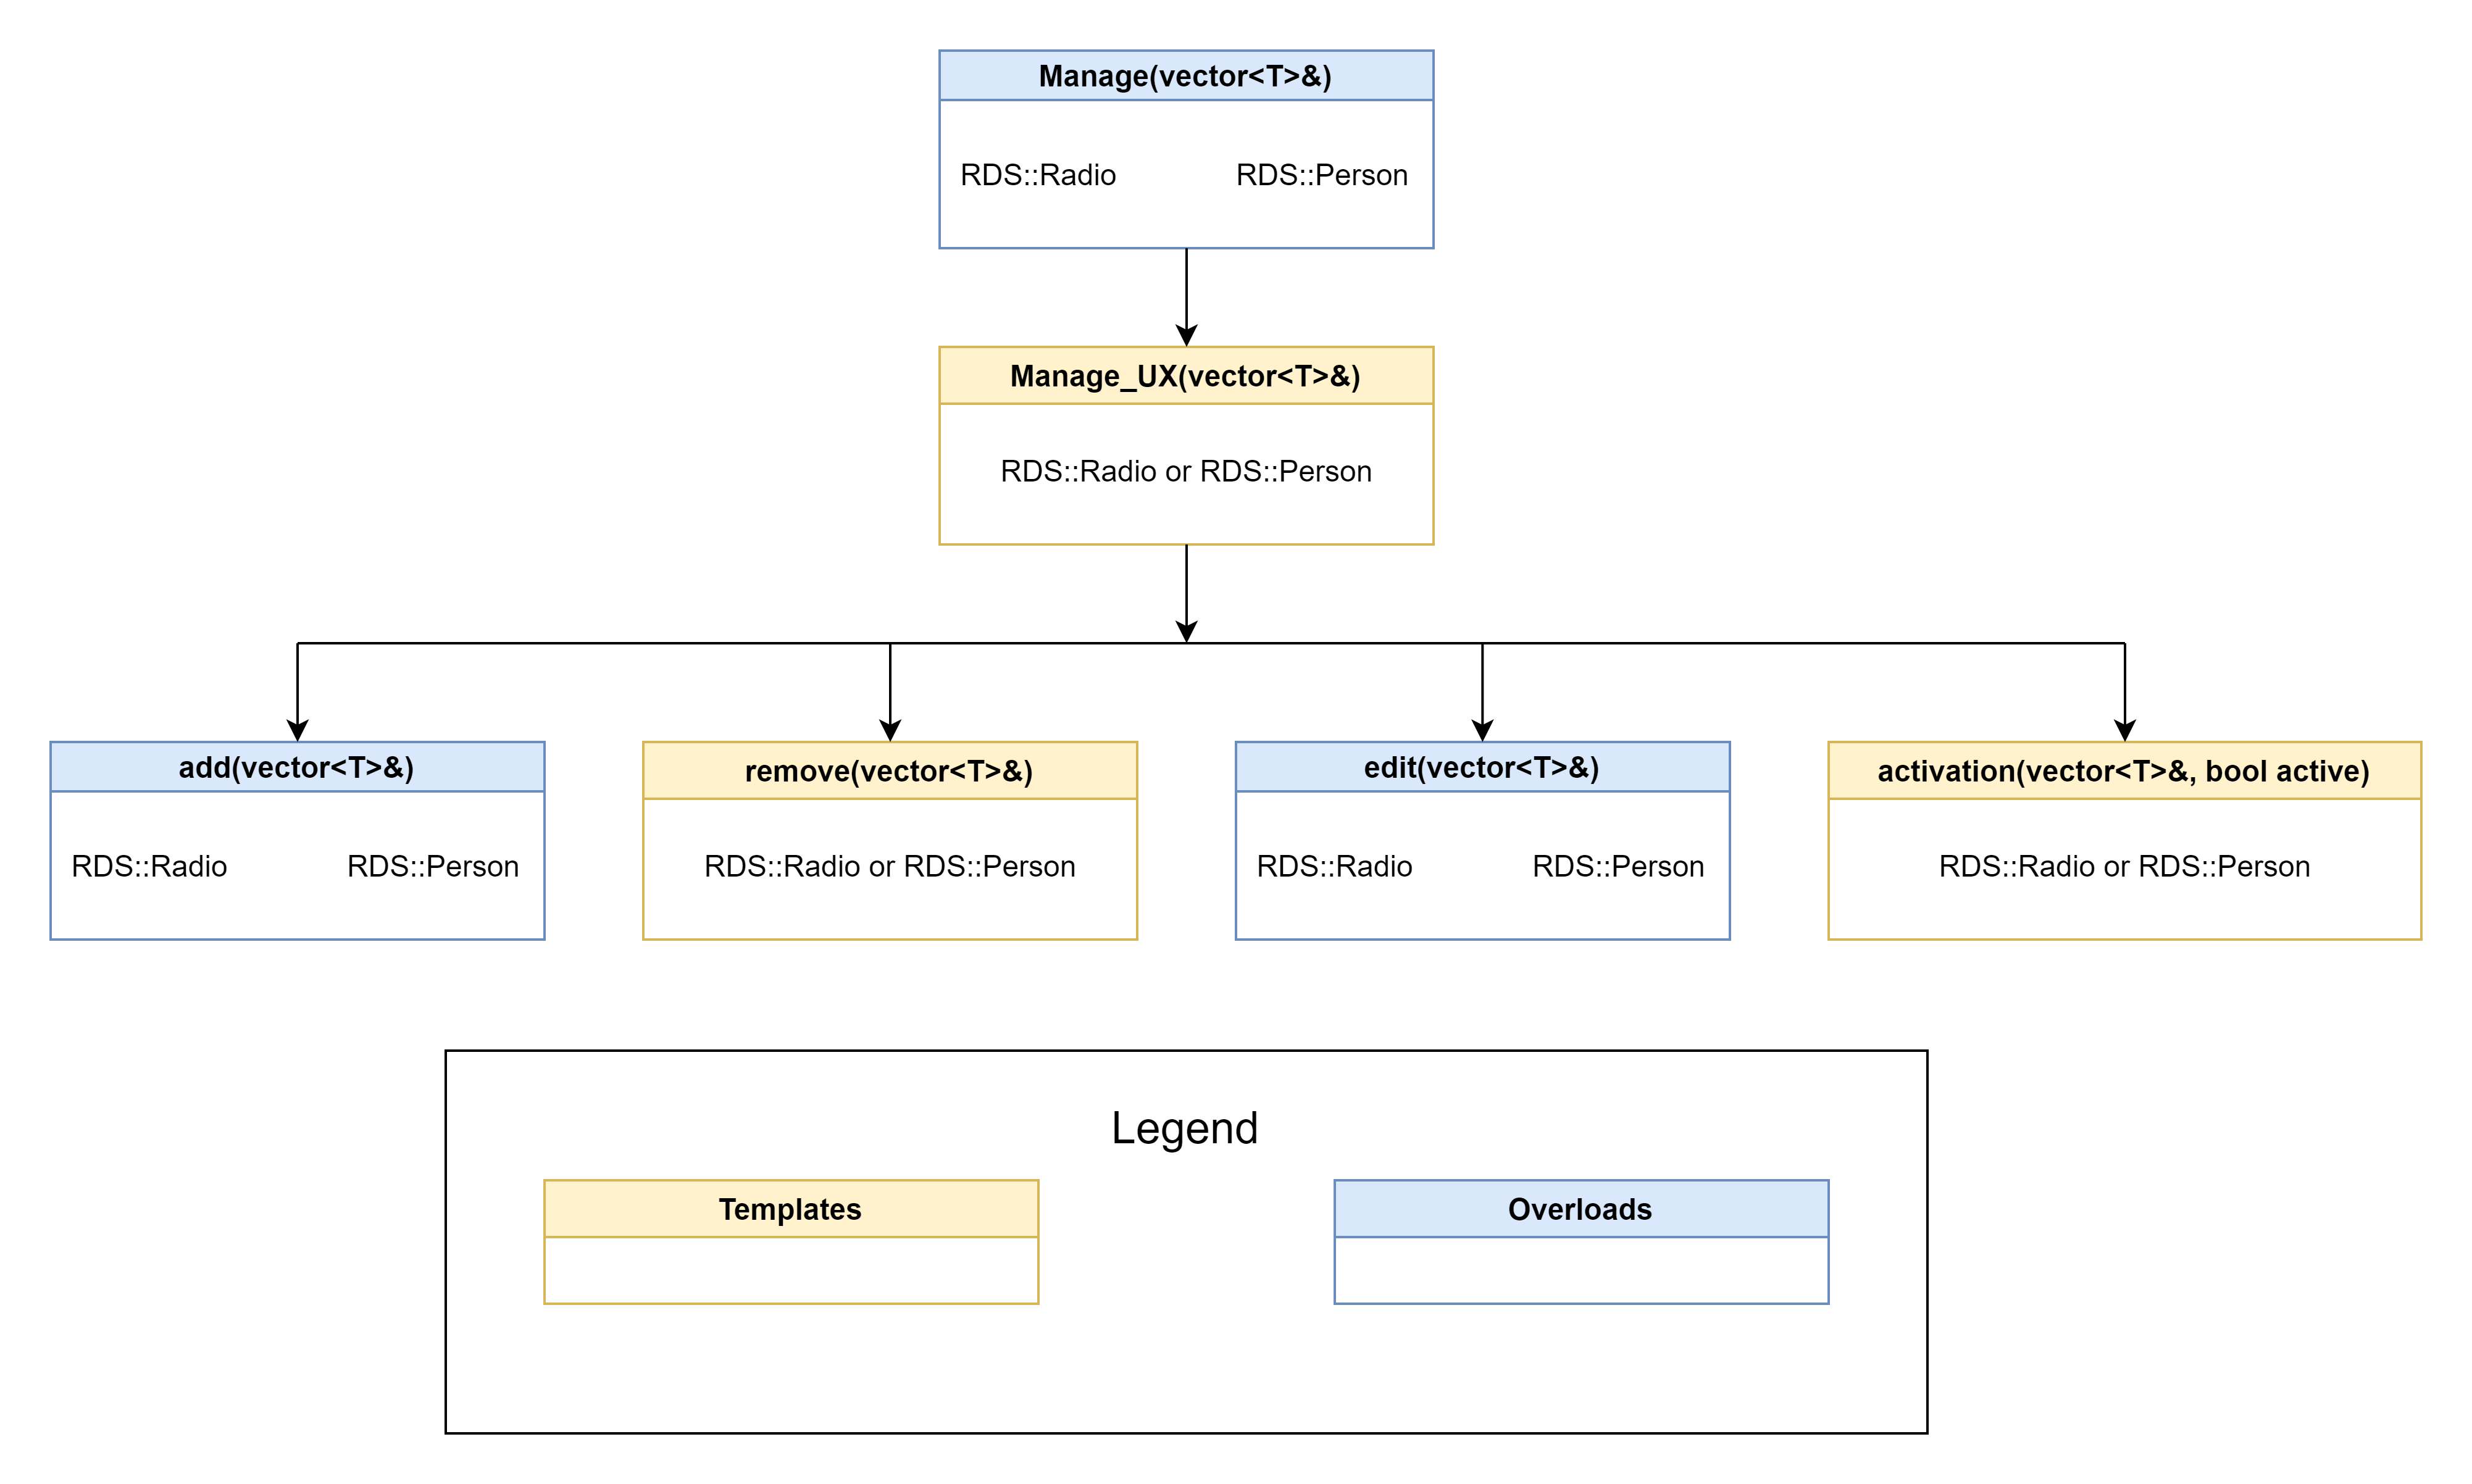 Manage(vector<T>&)
RDS::Radio
RDS::Person
Manage_UX(vector<T>&)
RDS::Radio or RDS::Person
add(vector<T>&)
RDS::Radio
RDS::Person
remove(vector<T>&)
RDS::Radio or RDS::Person
edit(vector<T>&)
RDS::Radio
RDS::Person
activation(vector<T>&, bool active)
RDS::Radio or RDS::Person
Legend
Templates
Overloads